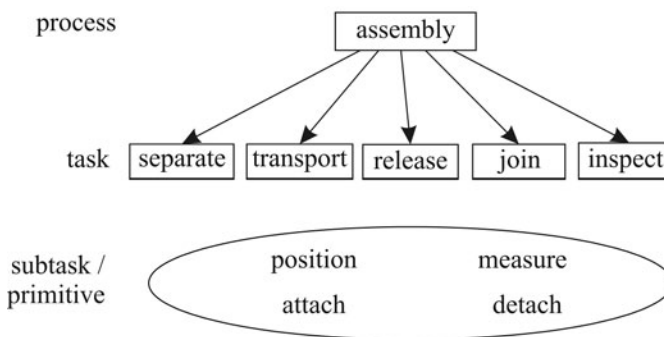 process assembly
task separate transport release join inspect
subtask / position measure
primitive attach detach